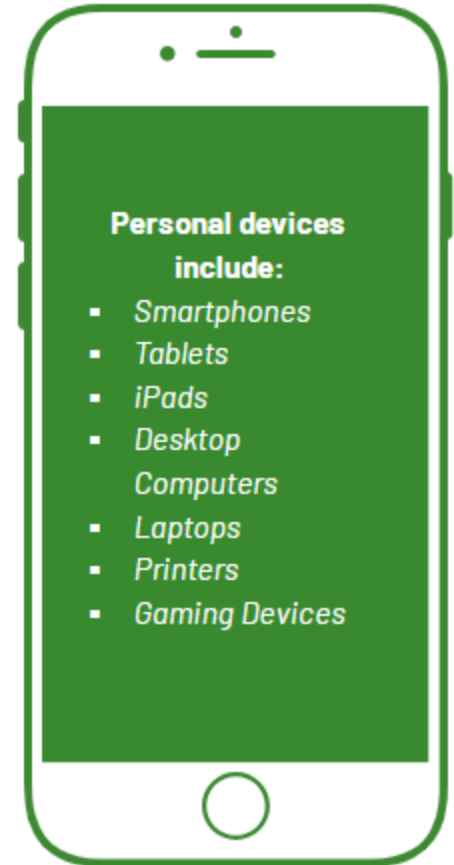 Personal devices
include:
▪ Smartphones
▪ Tablets
▪ iPads
▪ Desktop
Computers
▪ Laptops
▪ Printers
▪ Gaming Devices